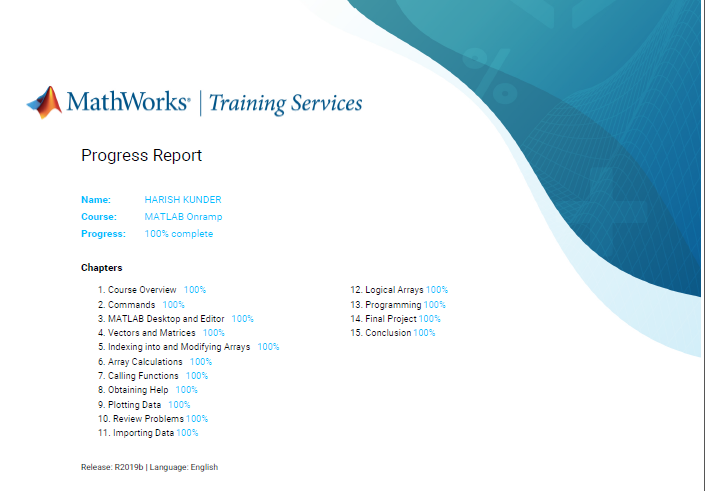 MathWorks® | Training Services
Progress Report
Name: HARISH KUNDER
Course: MATLAB Onramp
Progress: 100% complete
Chapters
1. Course Overview 100%
2. Commands 100%
3. MATLAB Desktop and Editor 100%
4. Vectors and Matrices 100%
5. Indexing into and Modifying Arrays 100%
6. Array Calculations 100%
7. Calling Functions 100%
8. Obtaining Help 100%
9. Plotting Data 100%
10. Review Problems 100%
11. Importing Data 100%
12. Logical Arrays 100%
13. Programming 100%
14. Final Project 100%
15. Conclusion 100%
Release: R2019b | Language: English